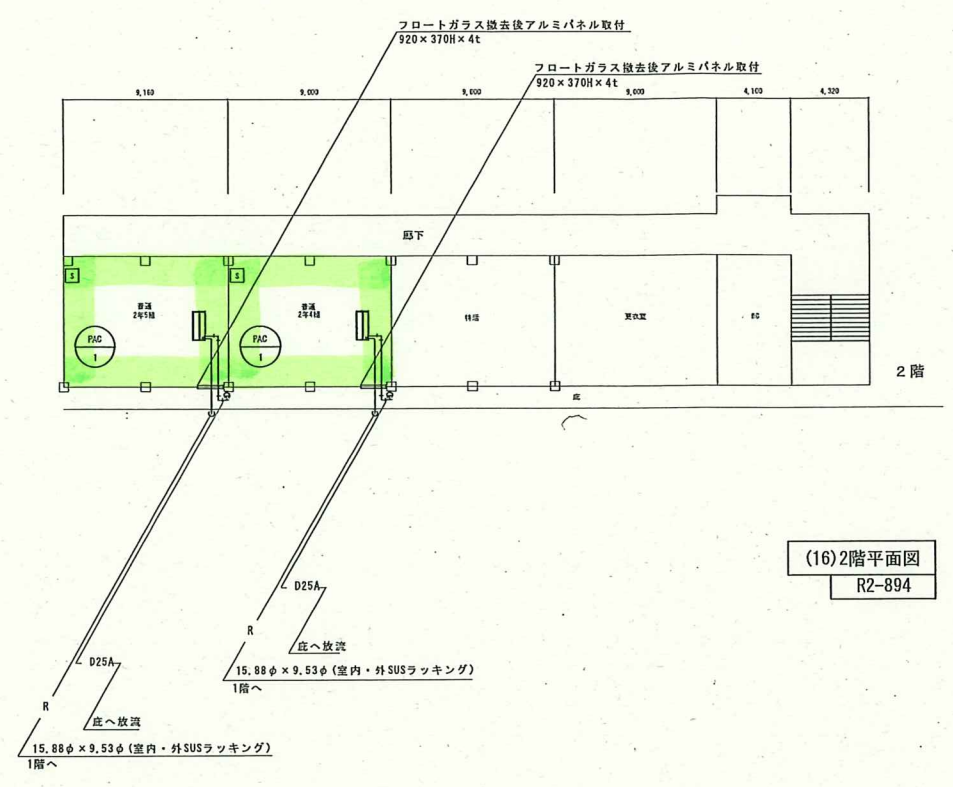 フロートガラス撤去後アルミパネル取付
920×370H×4t
フロートガラス撤去後アルミパネル取付
920×370H×4t
9,160
9,000
9,000
9,000
4,100
4,320
廊下
S
S
普通
2年5組
普通
2年4組
更衣室
PAC
1
PAC
1
2階
庇
(16)2階平面図
R2-894
D25A
R
庇へ放流
15.88φ×9.53φ(室内・外SUSラッキング)
1階へ
D25A
R
庇へ放流
15.88φ×9.53φ(室内・外SUSラッキング)
1階へ